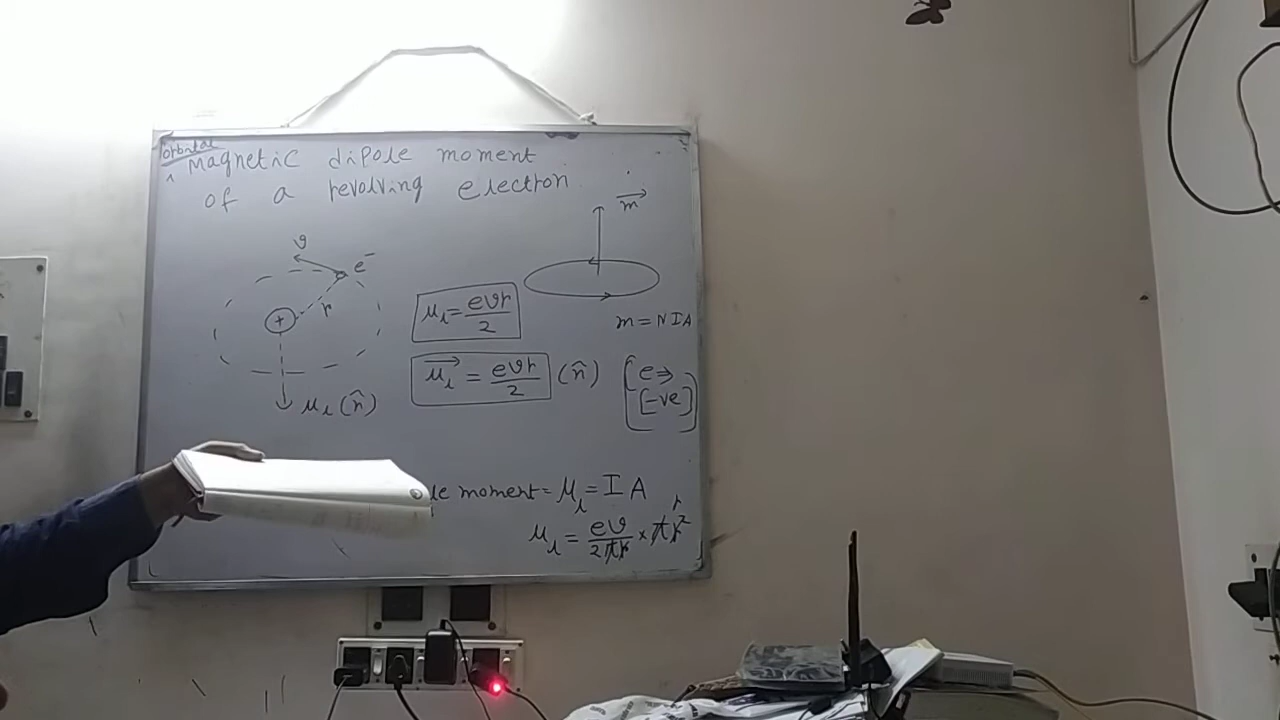 orbital
^ Magnetic dipole moment
of a revolving electron
m⃗
v
e⁻
r
+
μₗ = evr/2
m = NIA
μₗ⃗ = evr/2 (n̂) [e⇒ [-ve]]
μₗ(n̂)
moment = μₗ = I A
μₗ = ev/2πr × πr² r